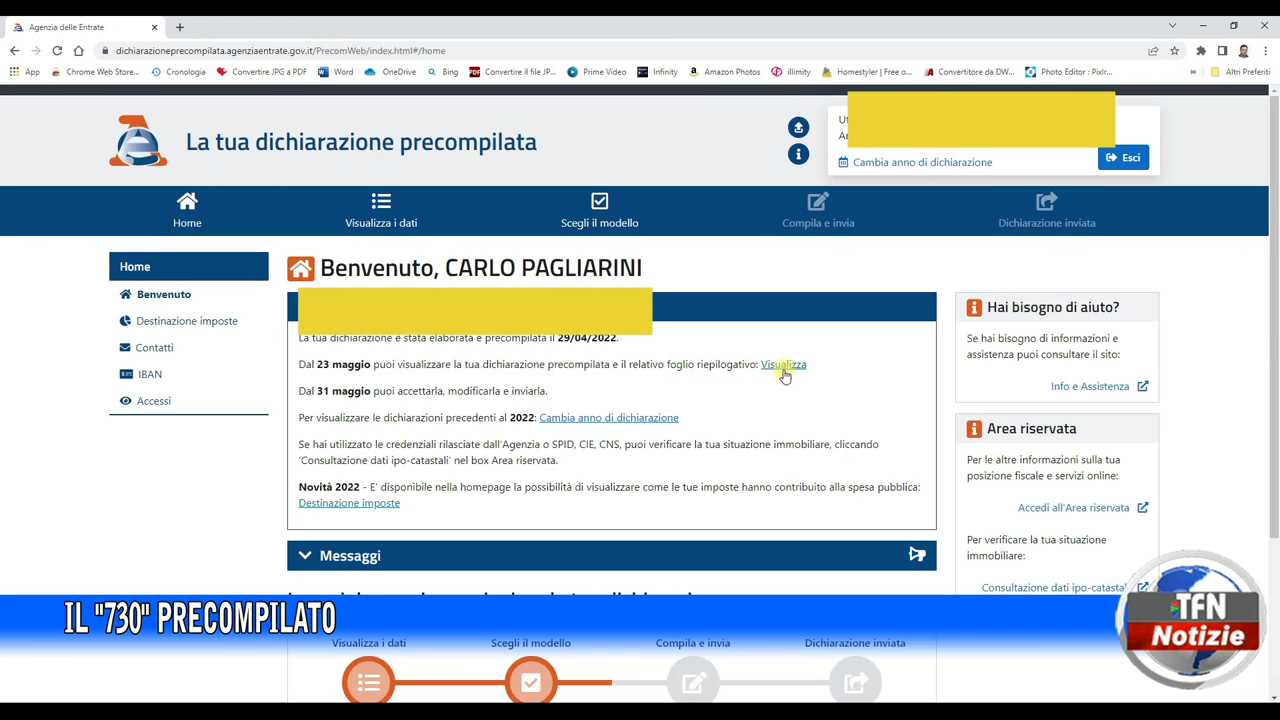 Agenzia delle Entrate
dichiarazioneprecompilata.agenziaentrate.gov.it/PrecomWeb/index.html#/home
App
Chrome Web Store...
Cronologia
Convertire JPG a PDF
Word
OneDrive
Bing
Convertire il file JP...
Prime Video
Infinity
Amazon Photos
illimity
Homestyler | Free o...
Convertitore da DW...
Photo Editor : Pixlr...
»
Altri Preferiti
La tua dichiarazione precompilata
Cambia anno di dichiarazione
Esci
Home
Visualizza i dati
Scegli il modello
Compila e invia
Dichiarazione inviata
Home
Benvenuto
Destinazione imposte
Contatti
IBAN
Accessi
Benvenuto, CARLO PAGLIARINI
La tua dichiarazione è stata elaborata e precompilata il 29/04/2022.
Dal 23 maggio puoi visualizzare la tua dichiarazione precompilata e il relativo foglio riepilogativo: Visualizza
Dal 31 maggio puoi accettarla, modificarla e inviarla.
Per visualizzare le dichiarazioni precedenti al 2022: Cambia anno di dichiarazione
Se hai utilizzato le credenziali rilasciate dall'Agenzia o SPID, CIE, CNS, puoi verificare la tua situazione immobiliare, cliccando
'Consultazione dati ipo-catastali' nel box Area riservata.
Novità 2022 - E' disponibile nella homepage la possibilità di visualizzare come le tue imposte hanno contribuito alla spesa pubblica:
Destinazione imposte
Messaggi
Hai bisogno di aiuto?
Se hai bisogno di informazioni e
assistenza puoi consultare il sito:
Info e Assistenza
Area riservata
Per le altre informazioni sulla tua
posizione fiscale e servizi online:
Accedi all'Area riservata
Per verificare la tua situazione
immobiliare:
Consultazione dati ipo-catastali
IL "730" PRECOMPILATO
TFN
Notizie
Visualizza i dati
Scegli il modello
Compila e invia
Dichiarazione inviata